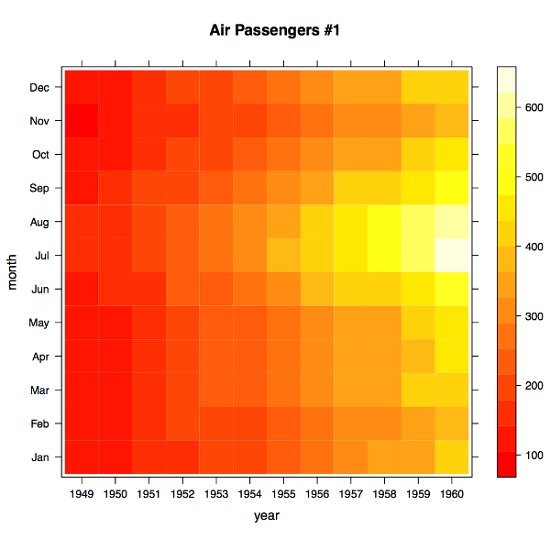 Air Passengers #1
Dec
Nov
Oct
Sep
Aug
Jul
Jun
May
Apr
Mar
Feb
Jan
month
1949 1950 1951 1952 1953 1954 1955 1956 1957 1958 1959 1960
year
600
500
400
300
200
100